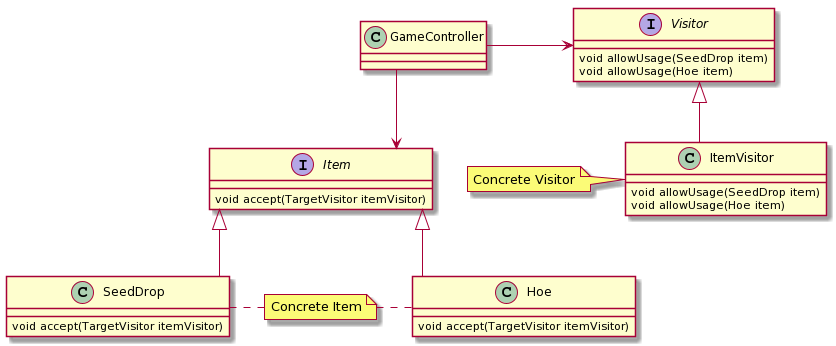 I Visitor
void allowUsage(SeedDrop item)
void allowUsage(Hoe item)
C GameController
I Item
void accept(TargetVisitor itemVisitor)
C ItemVisitor
void allowUsage(SeedDrop item)
void allowUsage(Hoe item)
Concrete Visitor
C SeedDrop
void accept(TargetVisitor itemVisitor)
Concrete Item
C Hoe
void accept(TargetVisitor itemVisitor)